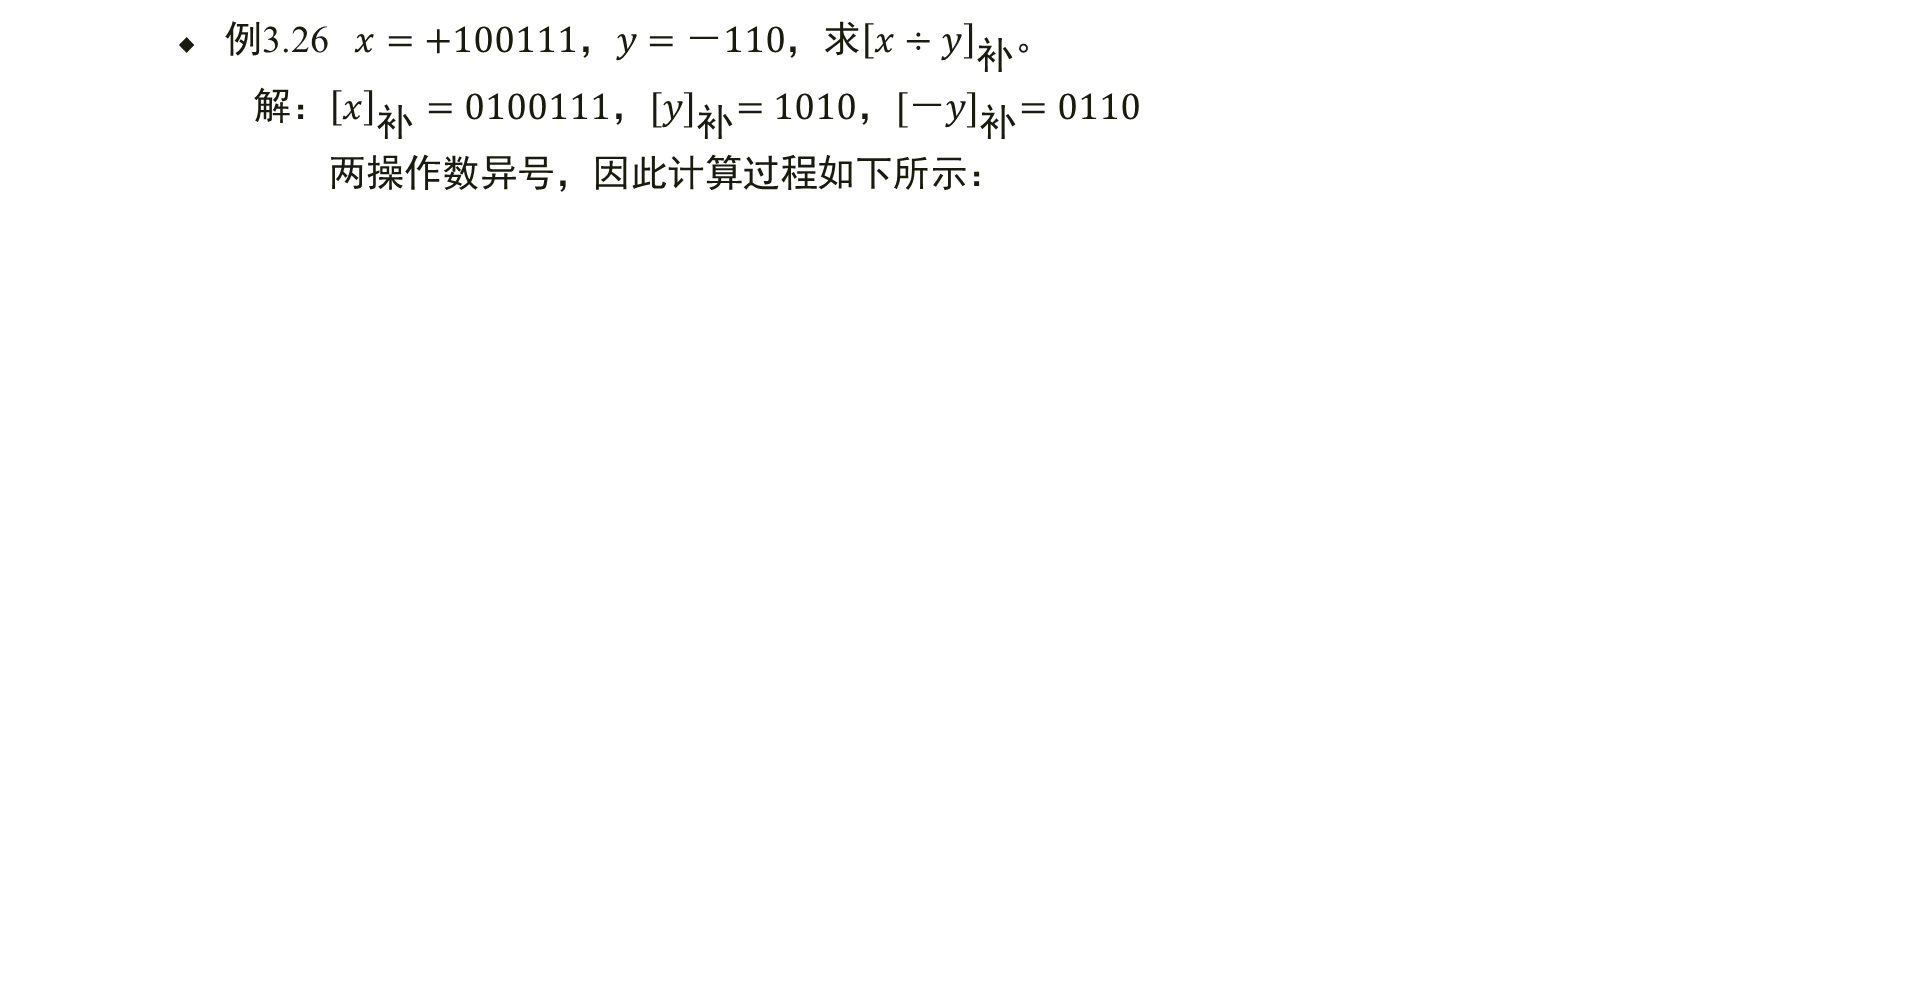 ◆ 例3.26 x = +100111，y = －110，求[x ÷ y]补。
解：[x]补 = 0100111，[y]补= 1010，[－y]补= 0110
两操作数异号，因此计算过程如下所示：